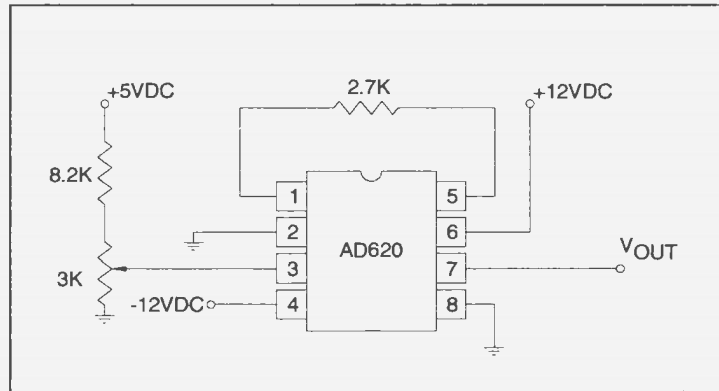 2.7K
+5VDC
+12VDC
8.2K
1
5
2
6
AD620
VOUT
3K
3
7
-12VDC
4
8